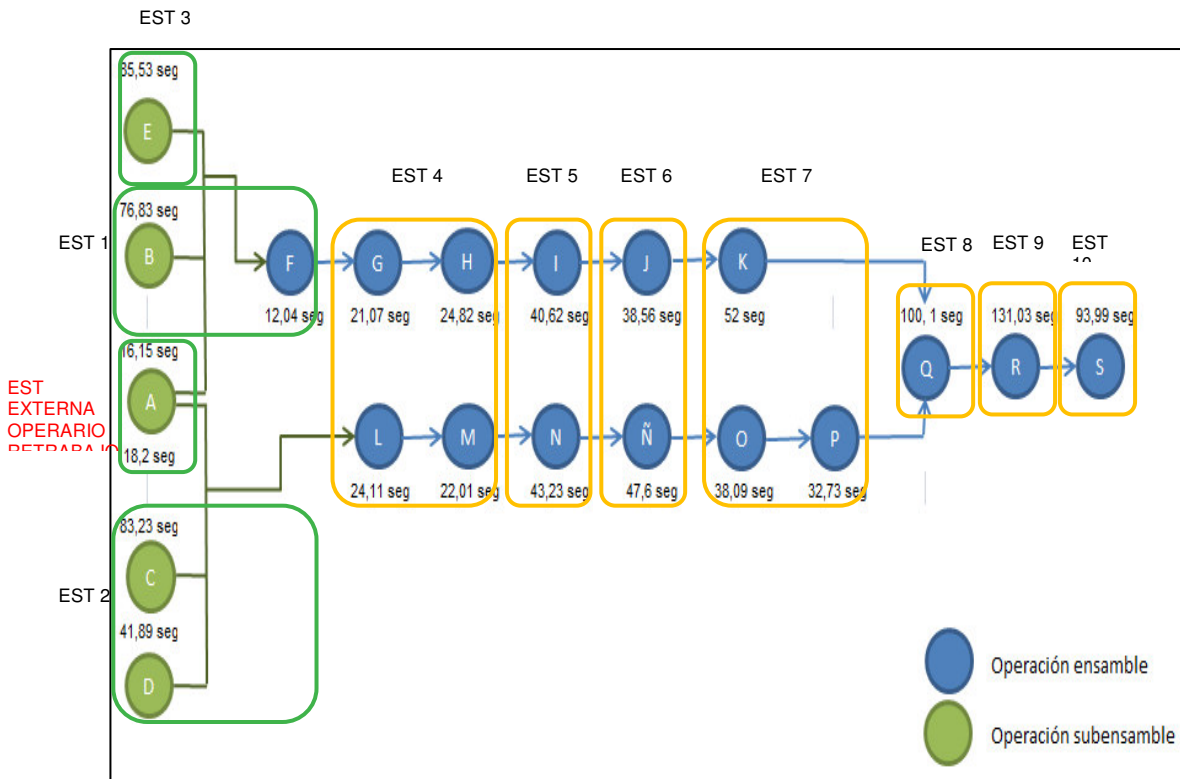 EST 3
85,53 seg
E
EST 4
EST 5
EST 6
EST 7
76,83 seg
EST 1
B
F
G
H
I
J
K
EST 8
EST 9
EST
12,04 seg
21,07 seg
24,82 seg
40,62 seg
38,56 seg
52 seg
100, 1 seg
131,03 seg
93,99 seg
16,15 seg
Q
R
S
EST
EXTERNA
OPERARIO
RETRABAJO
A
18,2 seg
L
M
N
Ñ
O
P
24,11 seg
22,01 seg
43,23 seg
47,6 seg
38,09 seg
32,73 seg
83,23 seg
C
EST 2
41,89 seg
D
Operación ensamble
Operación subensamble